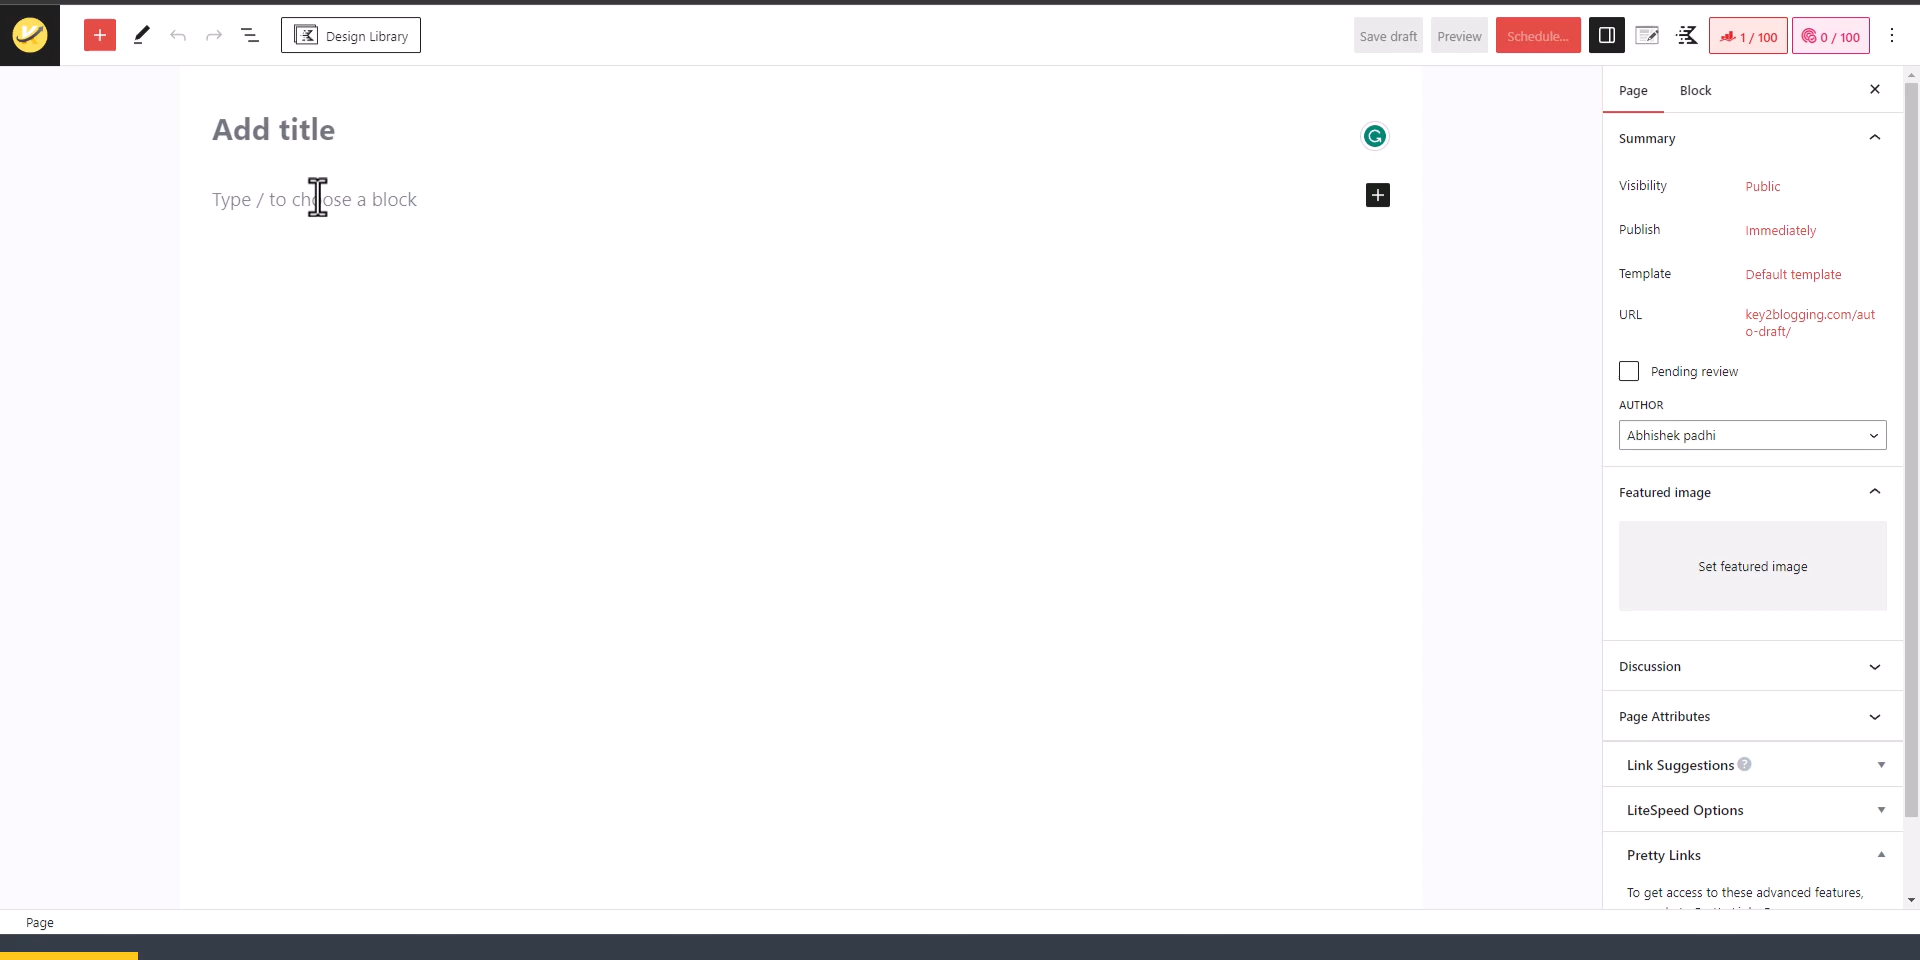 Design Library
Save draft
Preview
Schedule...
1 / 100
0 / 100
Add title
Type / to choose a block
Page
Block
Summary
Visibility
Public
Publish
Immediately
Template
Default template
URL
key2blogging.com/aut
o-draft/
Pending review
AUTHOR
Abhishek padhi
Featured image
Set featured image
Discussion
Page Attributes
Link Suggestions
LiteSpeed Options
Pretty Links
To get access to these advanced features,
Page